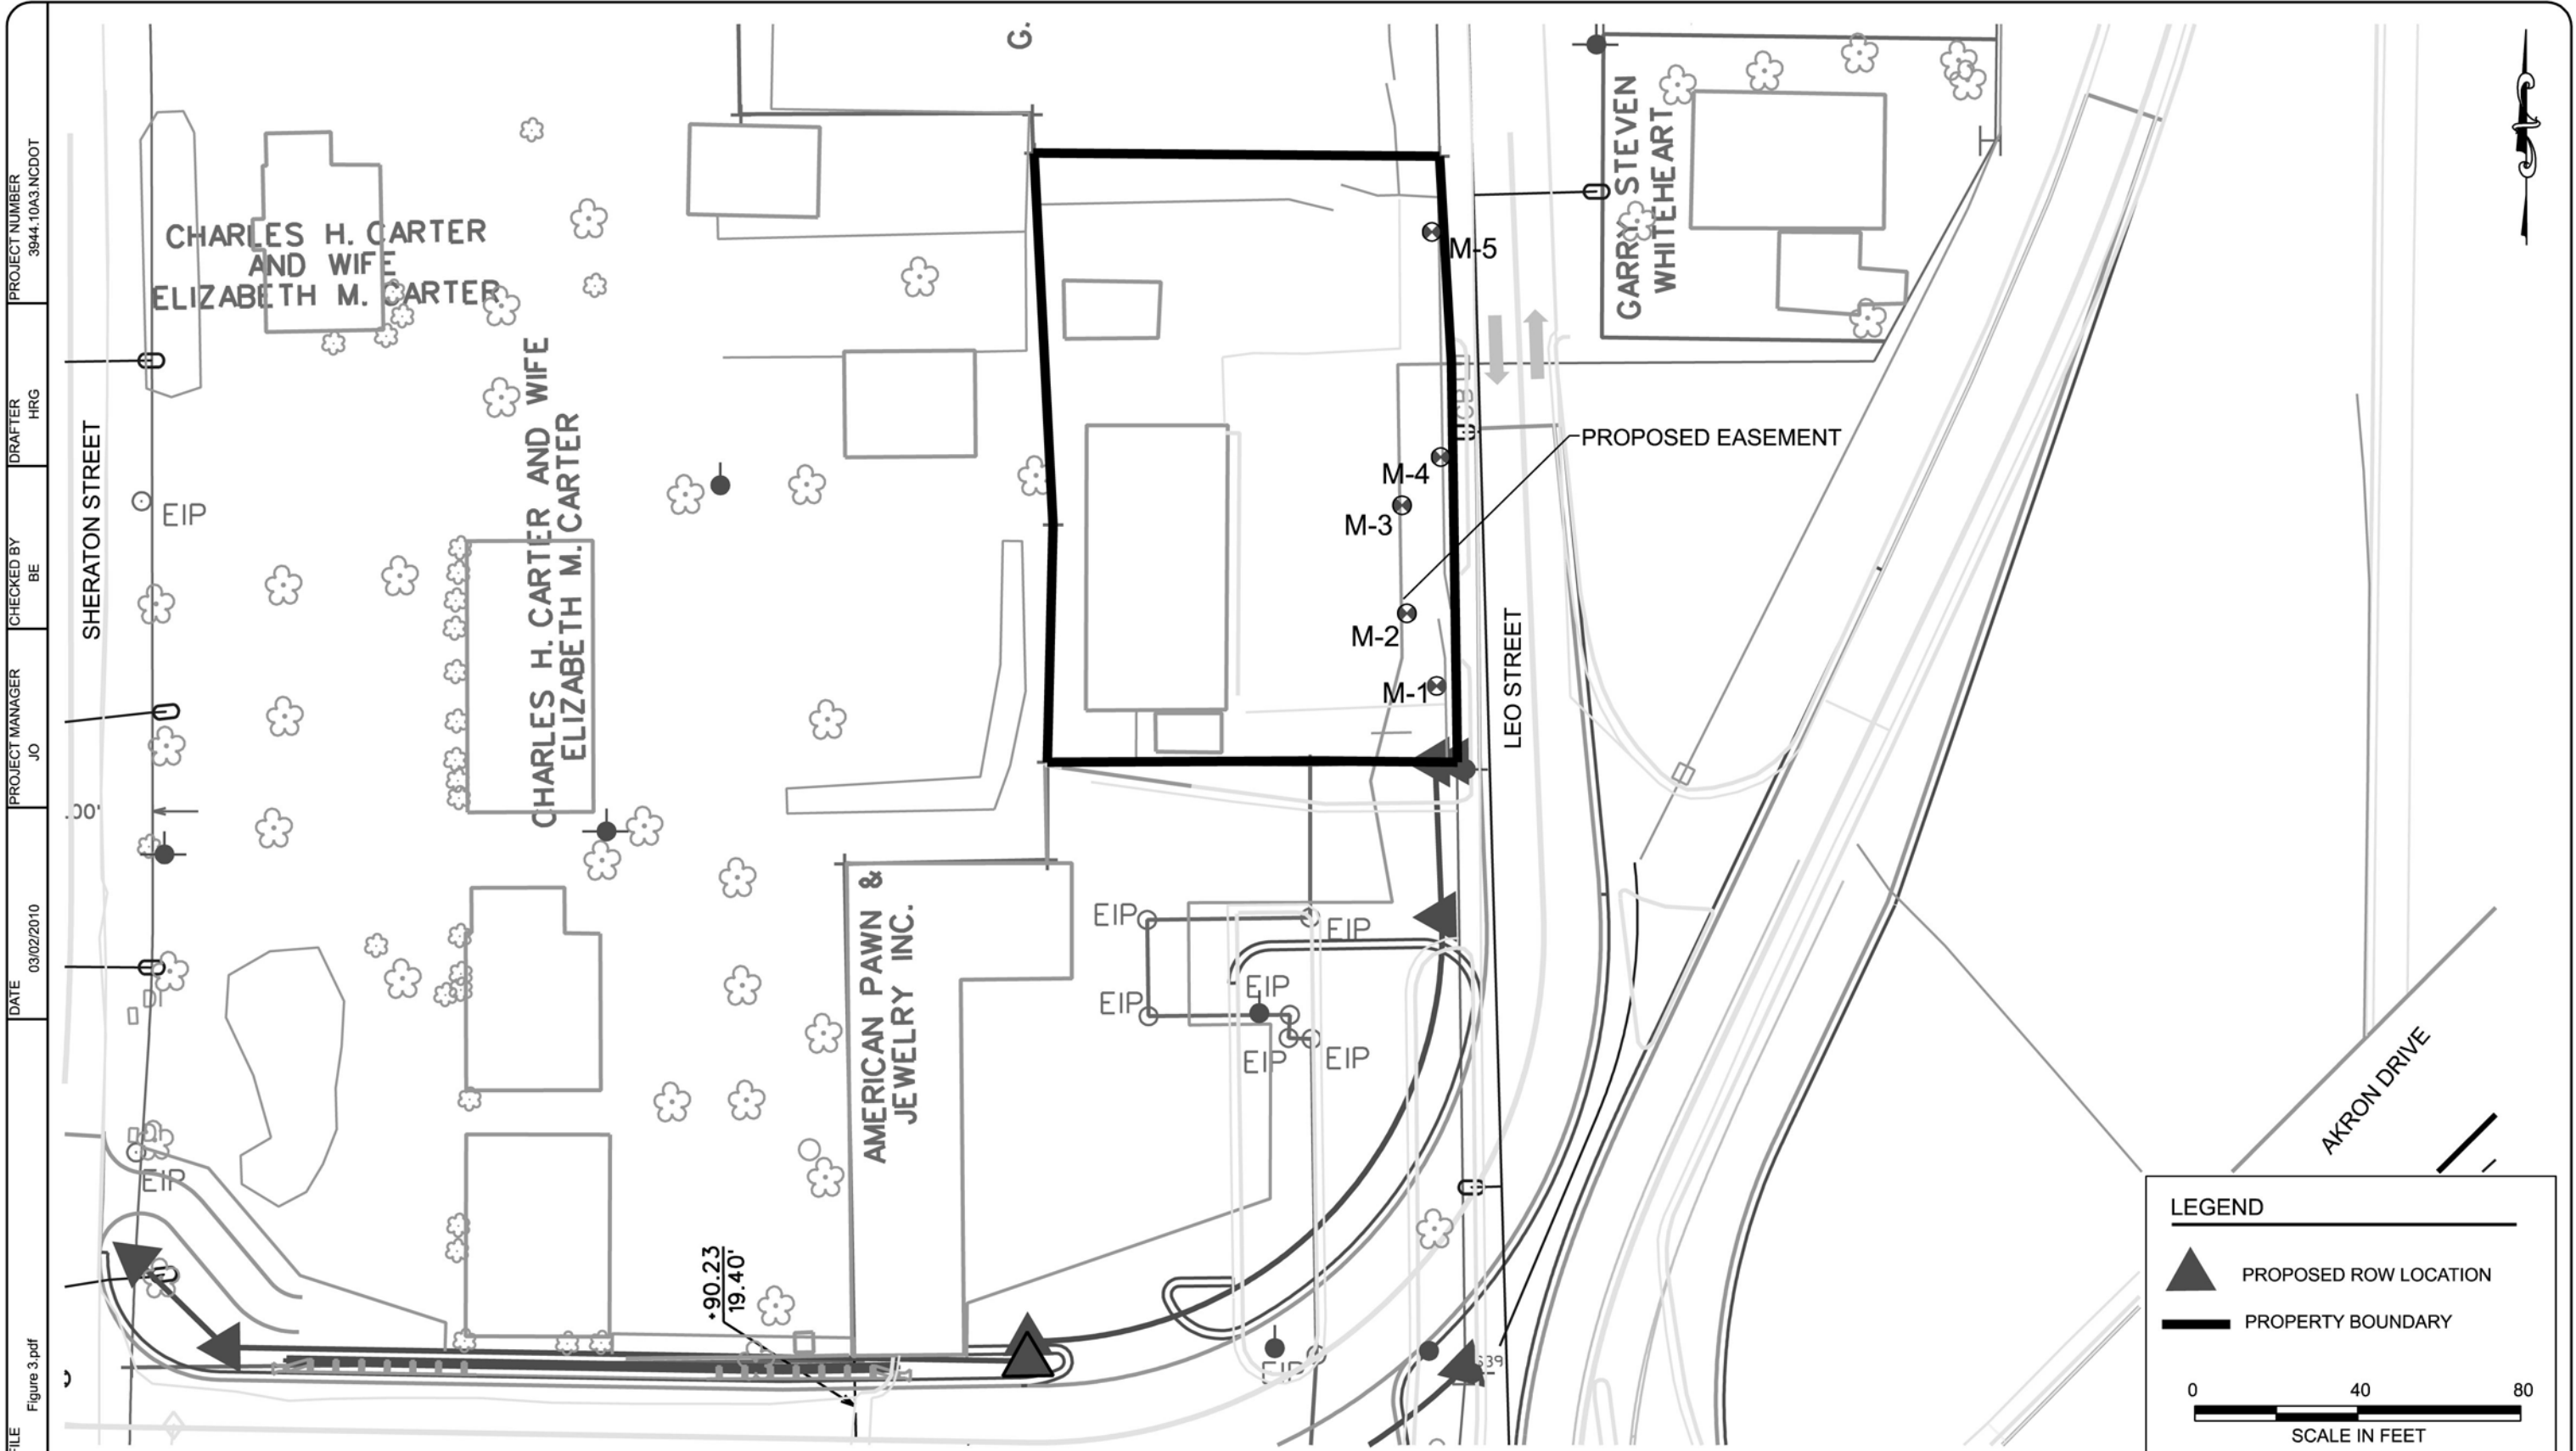 PROJECT NUMBER
3944.10A3.NCDOT
DRAFTER
HRG
CHECKED BY
BE
PROJECT MANAGER
JO
DATE
03/02/2010
FILE
Figure 3.pdf
G.
CHARLES H. CARTER
AND WIFE
ELIZABETH M. CARTER
SHERATON STREET
EIP
CHARLES H. CARTER AND WIFE
ELIZABETH M. CARTER
.00'
DI
EIP
AMERICAN PAWN &
JEWELRY INC.
+90.23
19.40'
M-5
M-4
M-3
M-2
M-1
PROPOSED EASEMENT
LEO STREET
GARRY STEVEN
WHITEHEART
EIP
EIP
EIP
EIP
EIP
EIP
EIP
AKRON DRIVE
LEGEND
PROPOSED ROW LOCATION
PROPERTY BOUNDARY
0 40 80
SCALE IN FEET